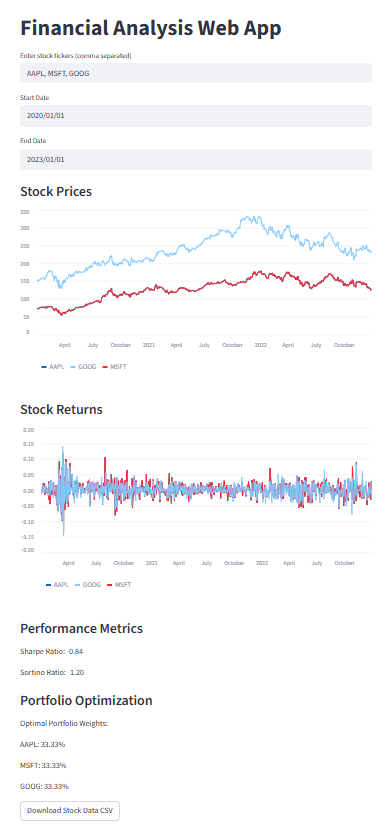 Financial Analysis Web App
Enter stock tickers (comma separated)
AAPL, MSFT, GOOG
Start Date
2020/01/01
End Date
2023/01/01
Stock Prices
350
300
250
200
150
100
50
0
April July October 2021 April July October 2022 April July October
AAPL GOOG MSFT
Stock Returns
0.20
0.15
0.10
0.05
0.00
-0.05
-0.10
-0.15
-0.20
April July October 2021 April July October 2022 April July October
AAPL GOOG MSFT
Performance Metrics
Sharpe Ratio: 0.84
Sortino Ratio: 1.20
Portfolio Optimization
Optimal Portfolio Weights:
AAPL: 33.33%
MSFT: 33.33%
GOOG: 33.33%
Download Stock Data CSV